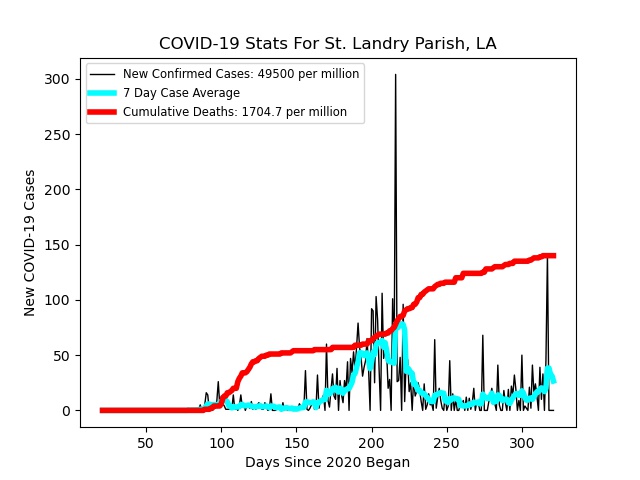 COVID-19 Stats For St. Landry Parish, LA
New Confirmed Cases: 49500 per million
7 Day Case Average
Cumulative Deaths: 1704.7 per million
300
250
200
150
100
50
0
New COVID-19 Cases
50 100 150 200 250 300
Days Since 2020 Began